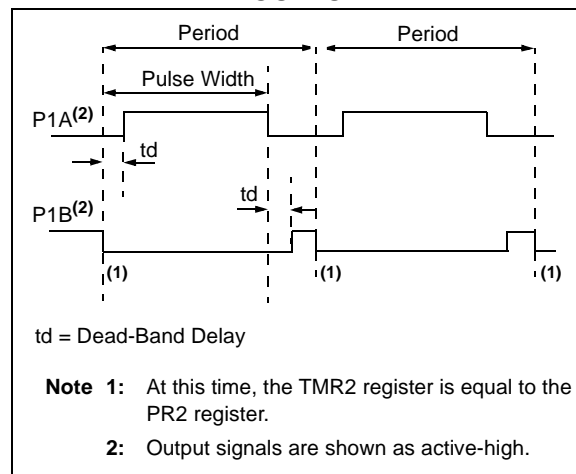 Period Period
Pulse Width
P1A(2)
td
td
P1B(2)
(1) (1) (1)
td = Dead-Band Delay
Note 1: At this time, the TMR2 register is equal to the
PR2 register.
2: Output signals are shown as active-high.